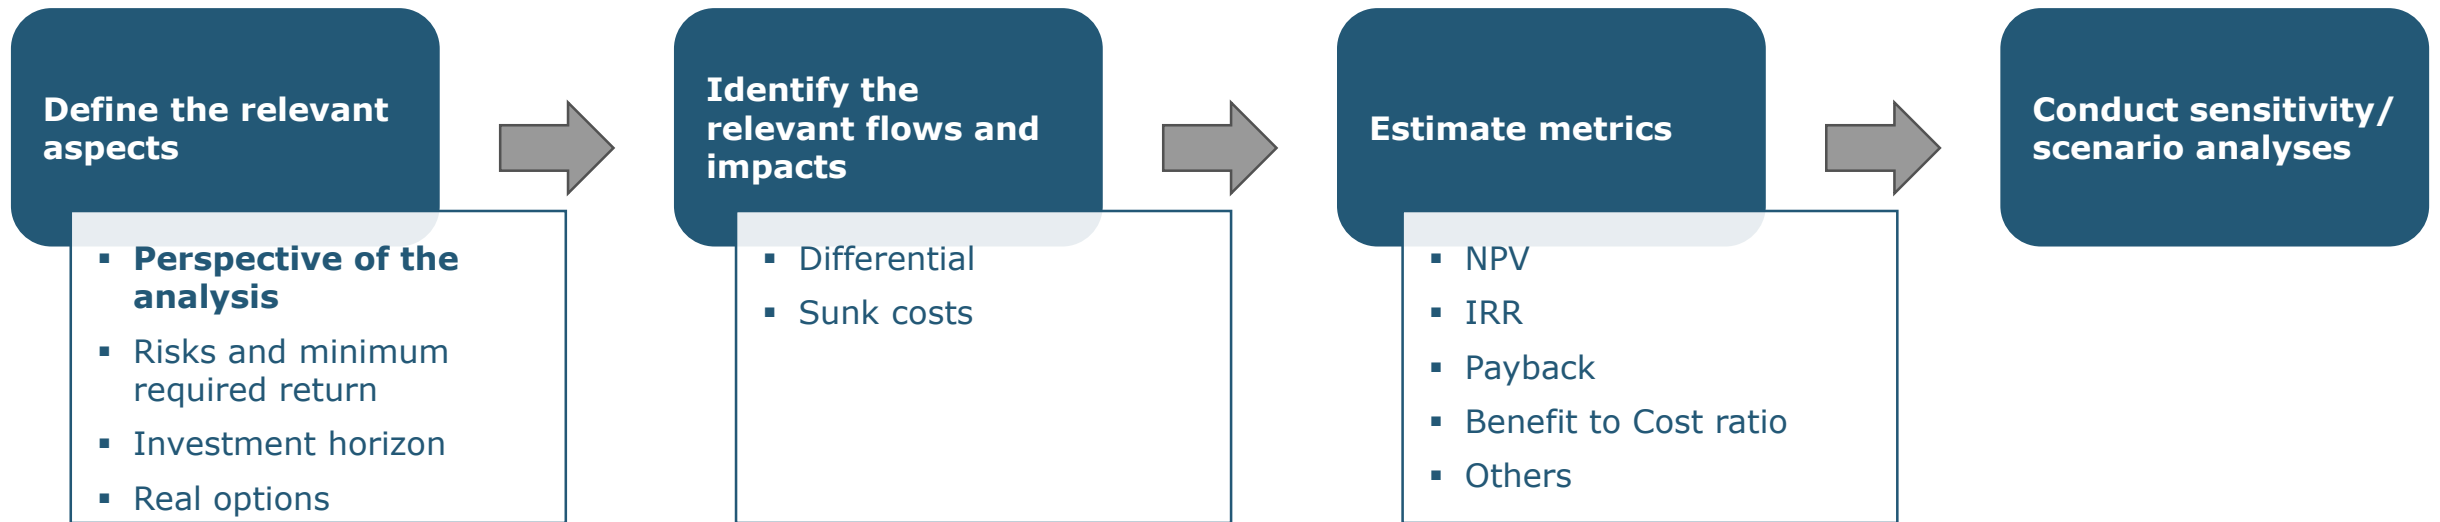 Define the relevant
aspects
▪ Perspective of the
analysis
▪ Risks and minimum
required return
▪ Investment horizon
▪ Real options
Identify the
relevant flows and
impacts
▪ Differential
▪ Sunk costs
Estimate metrics
▪ NPV
▪ IRR
▪ Payback
▪ Benefit to Cost ratio
▪ Others
Conduct sensitivity/
scenario analyses